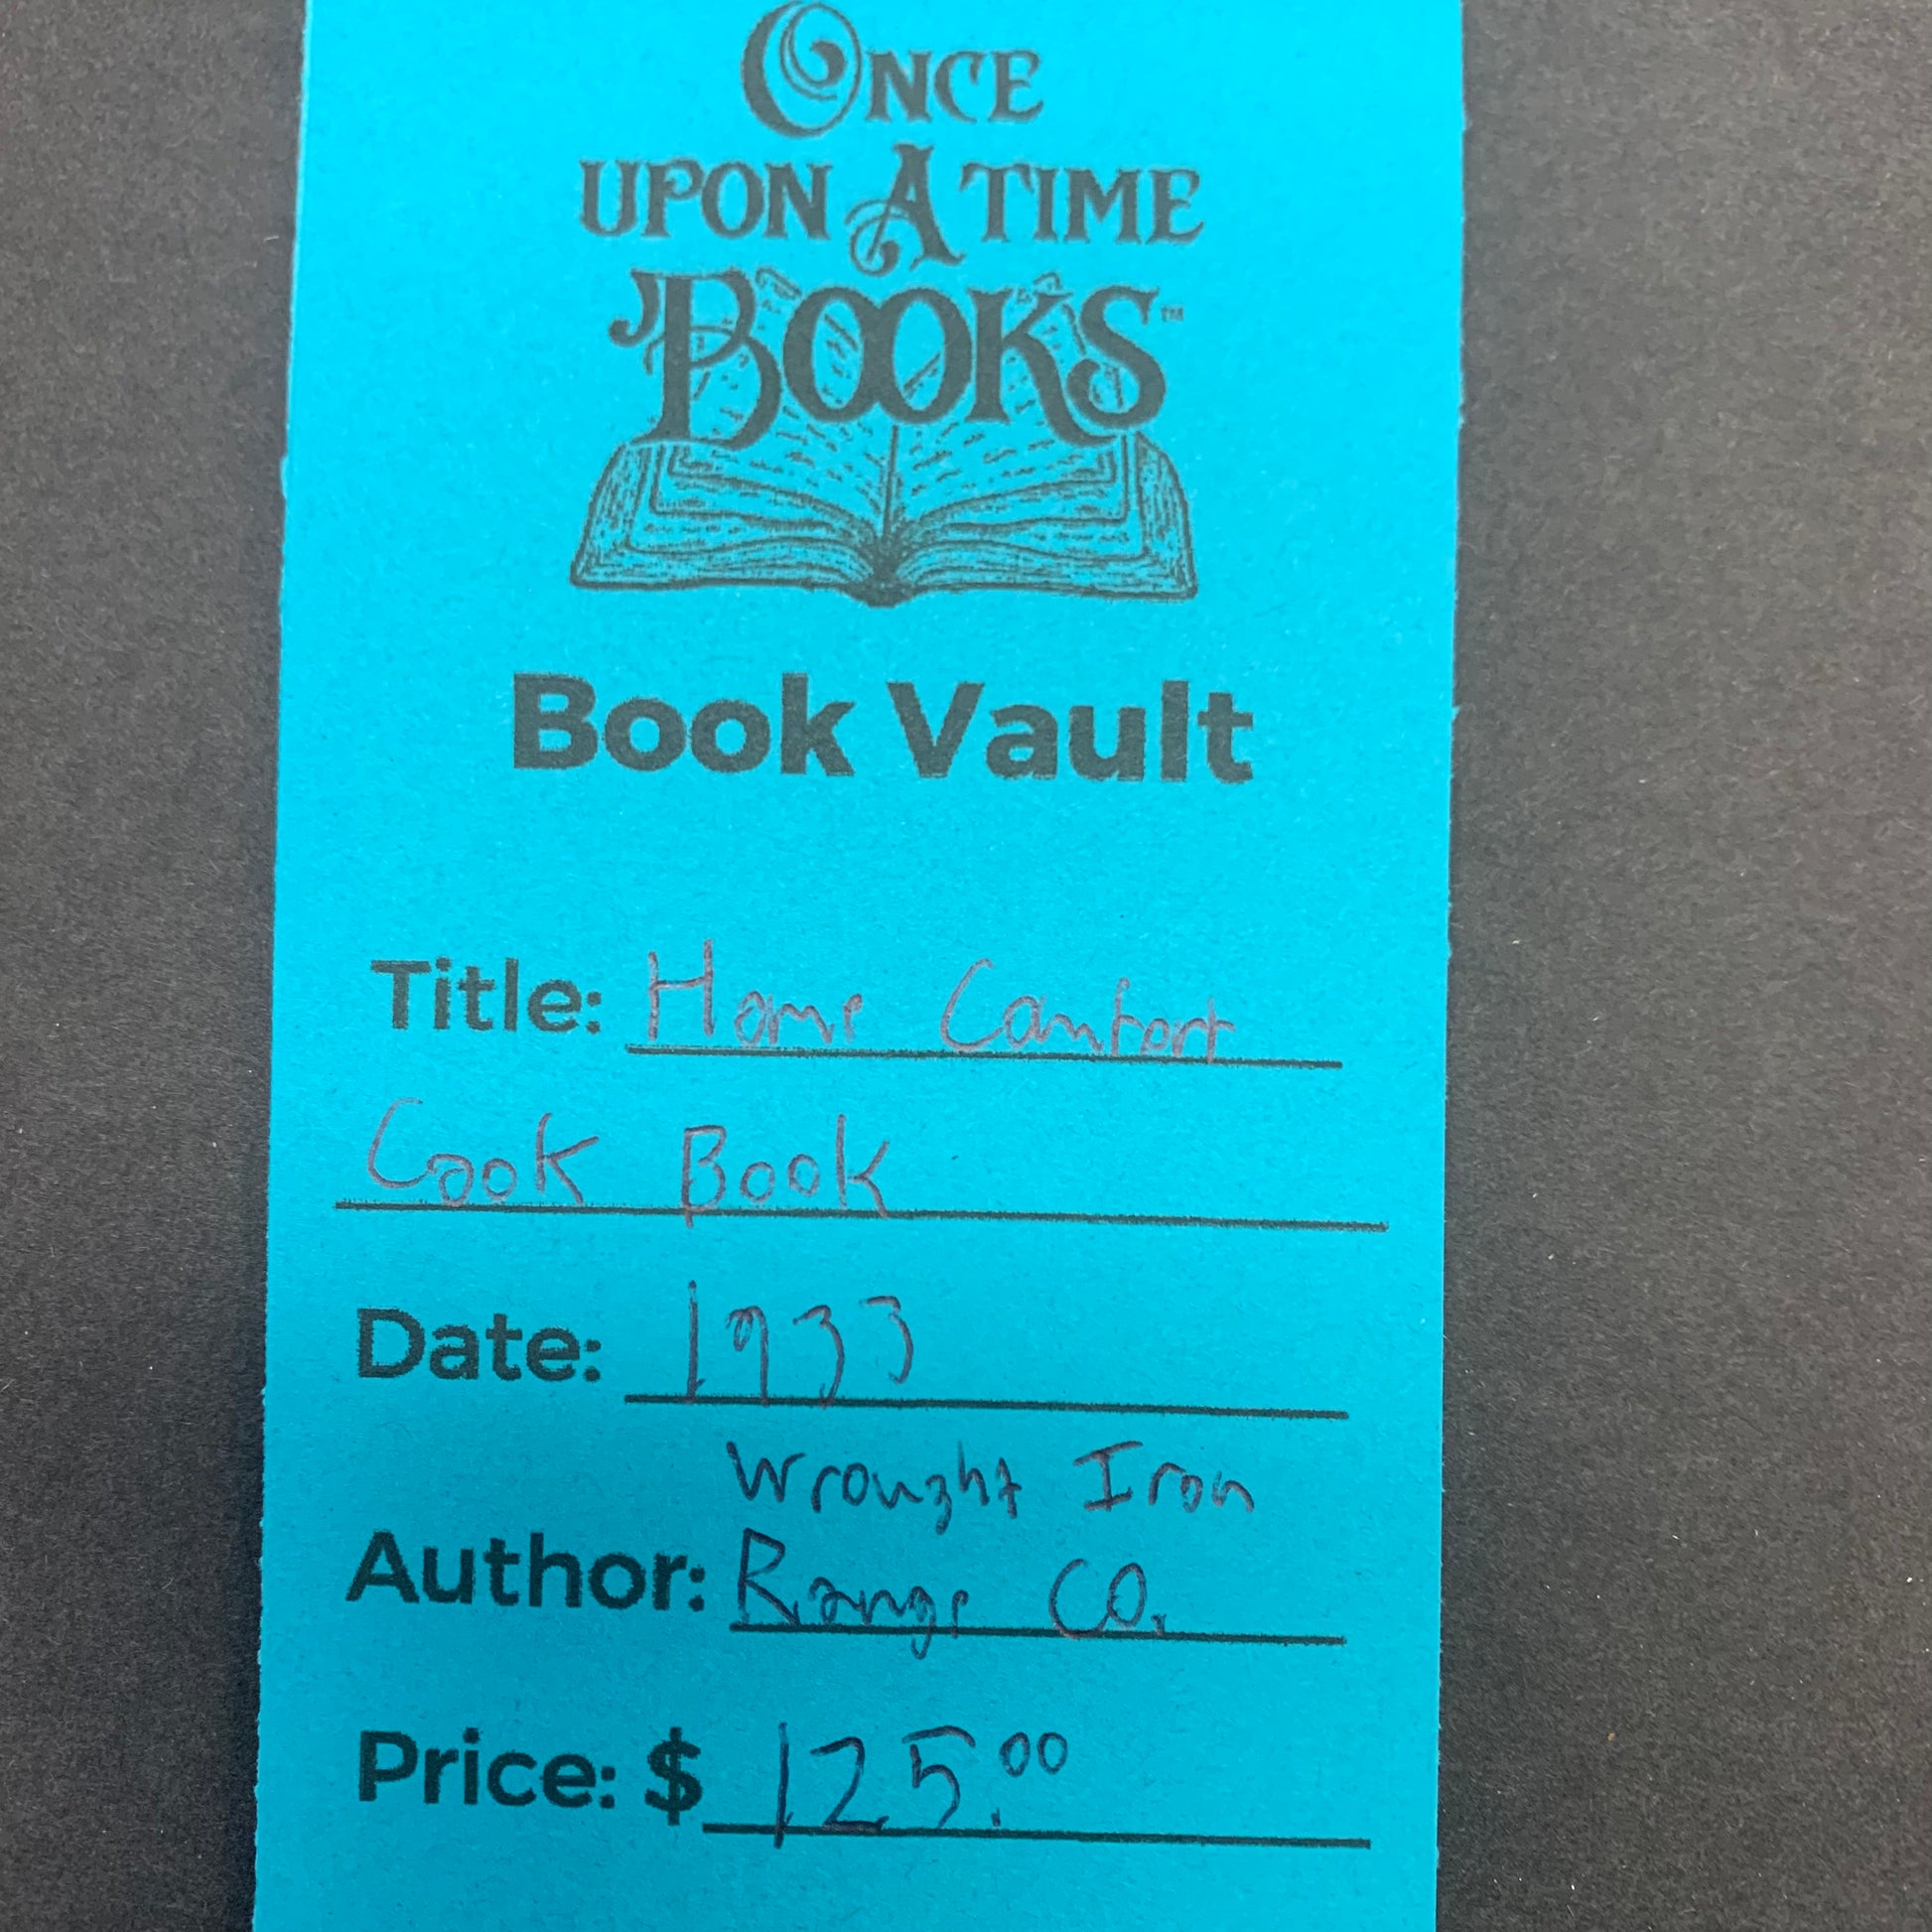 ONCE
UPON A TIME
BOOKS™
Book Vault
Title: Home Comfort
Cook Book
Date: 1933
Wrought Iron
Author: Range CO.
Price: $ 125.00